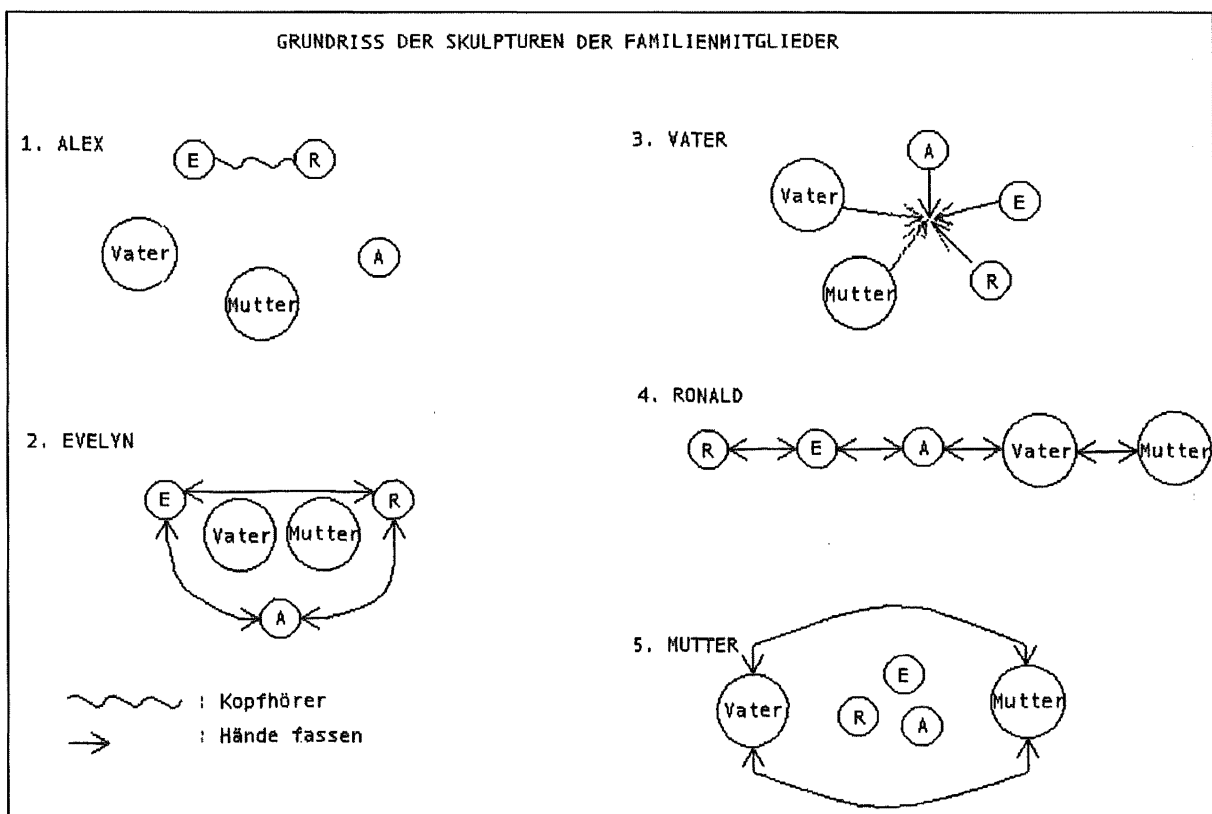 GRUNDRISS DER SKULPTUREN DER FAMILIENMITGLIEDER
1. ALEX
E
R
Vater
A
Mutter
2. EVELYN
E
R
Vater
Mutter
A
: Kopfhörer
: Hände fassen
3. VATER
A
Vater
E
Mutter
R
4. RONALD
R
E
A
Vater
Mutter
5. MUTTER
E
Vater
R
A
Mutter